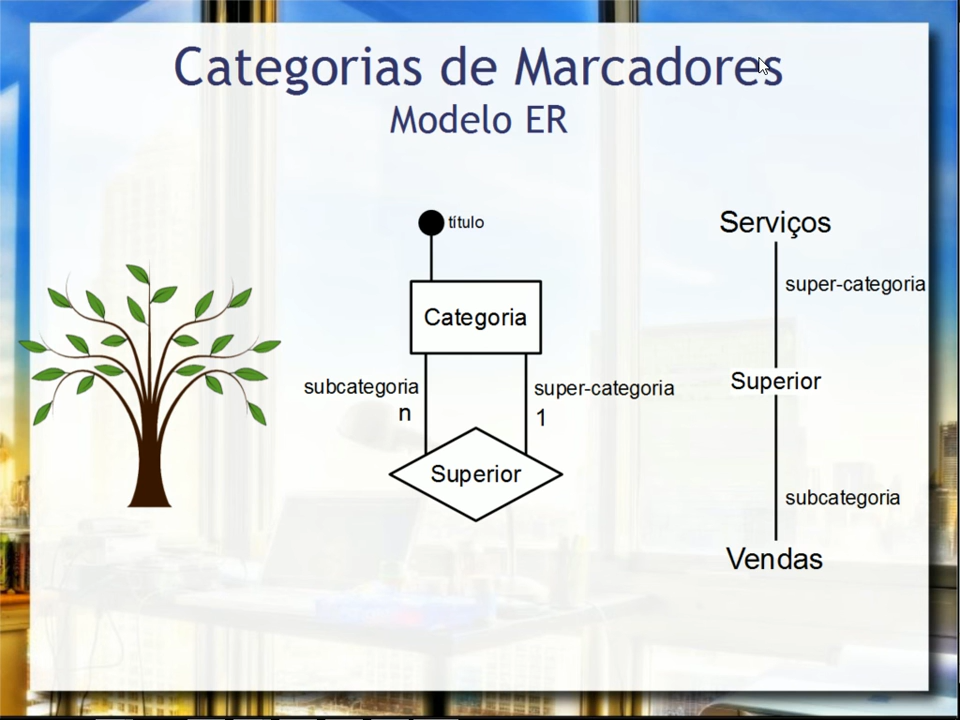 Categorias de Marcadores
Modelo ER
título
Categoria
subcategoria
n
super-categoria
1
Superior
Serviços
super-categoria
Superior
subcategoria
Vendas